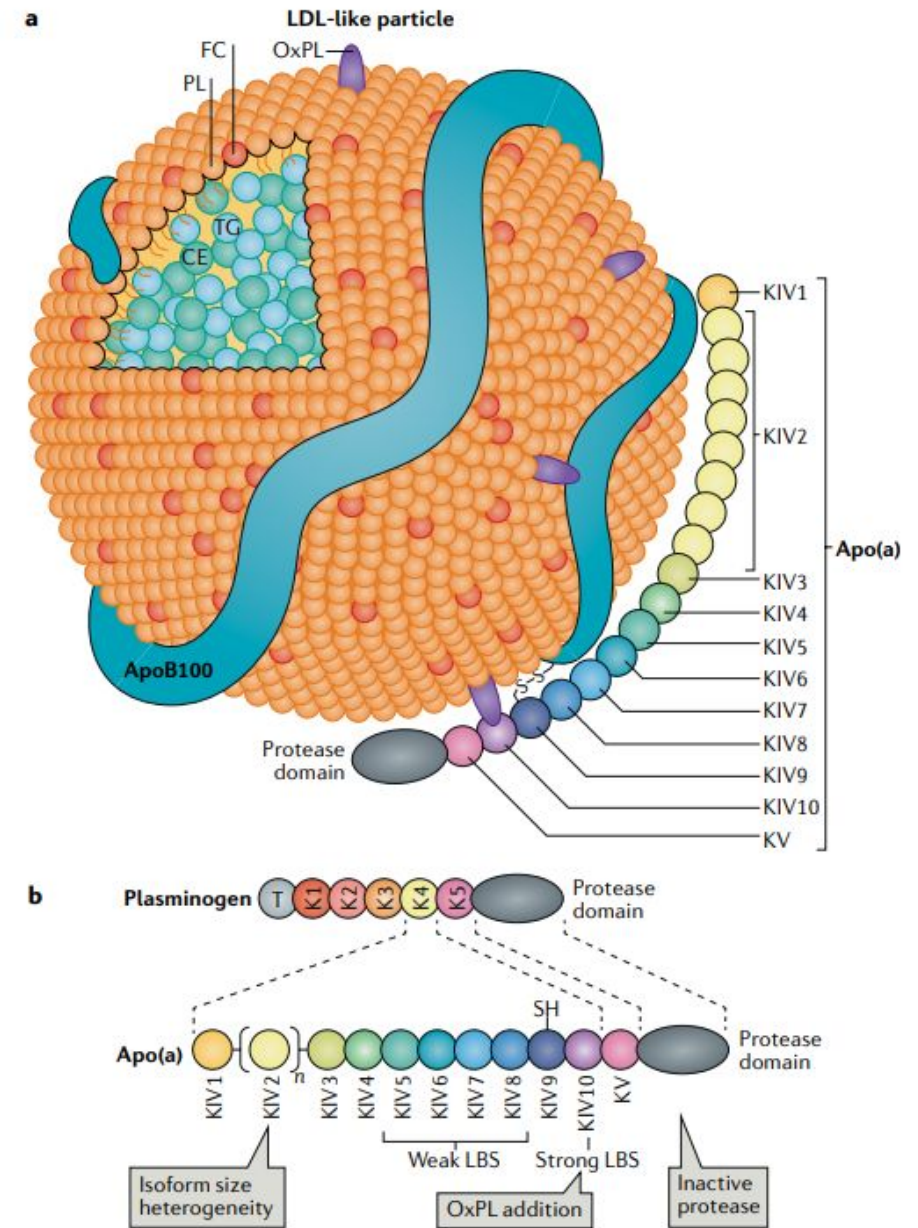 a
LDL-like particle
FC
OxPL
PL
TG
CE
KIV1
KIV2
Apo(a)
KIV3
KIV4
KIV5
KIV6
KIV7
KIV8
KIV9
KIV10
KV
ApoB100
S-S
Protease
domain
b
Plasminogen
T
K1
K2
K3
K4
K5
Protease
domain
SH
Apo(a)
n
Protease
domain
KIV1
KIV2
KIV3
KIV4
KIV5
KIV6
KIV7
KIV8
KIV9
KIV10
KV
Weak LBS
Strong LBS
Isoform size
heterogeneity
OxPL addition
Inactive
protease